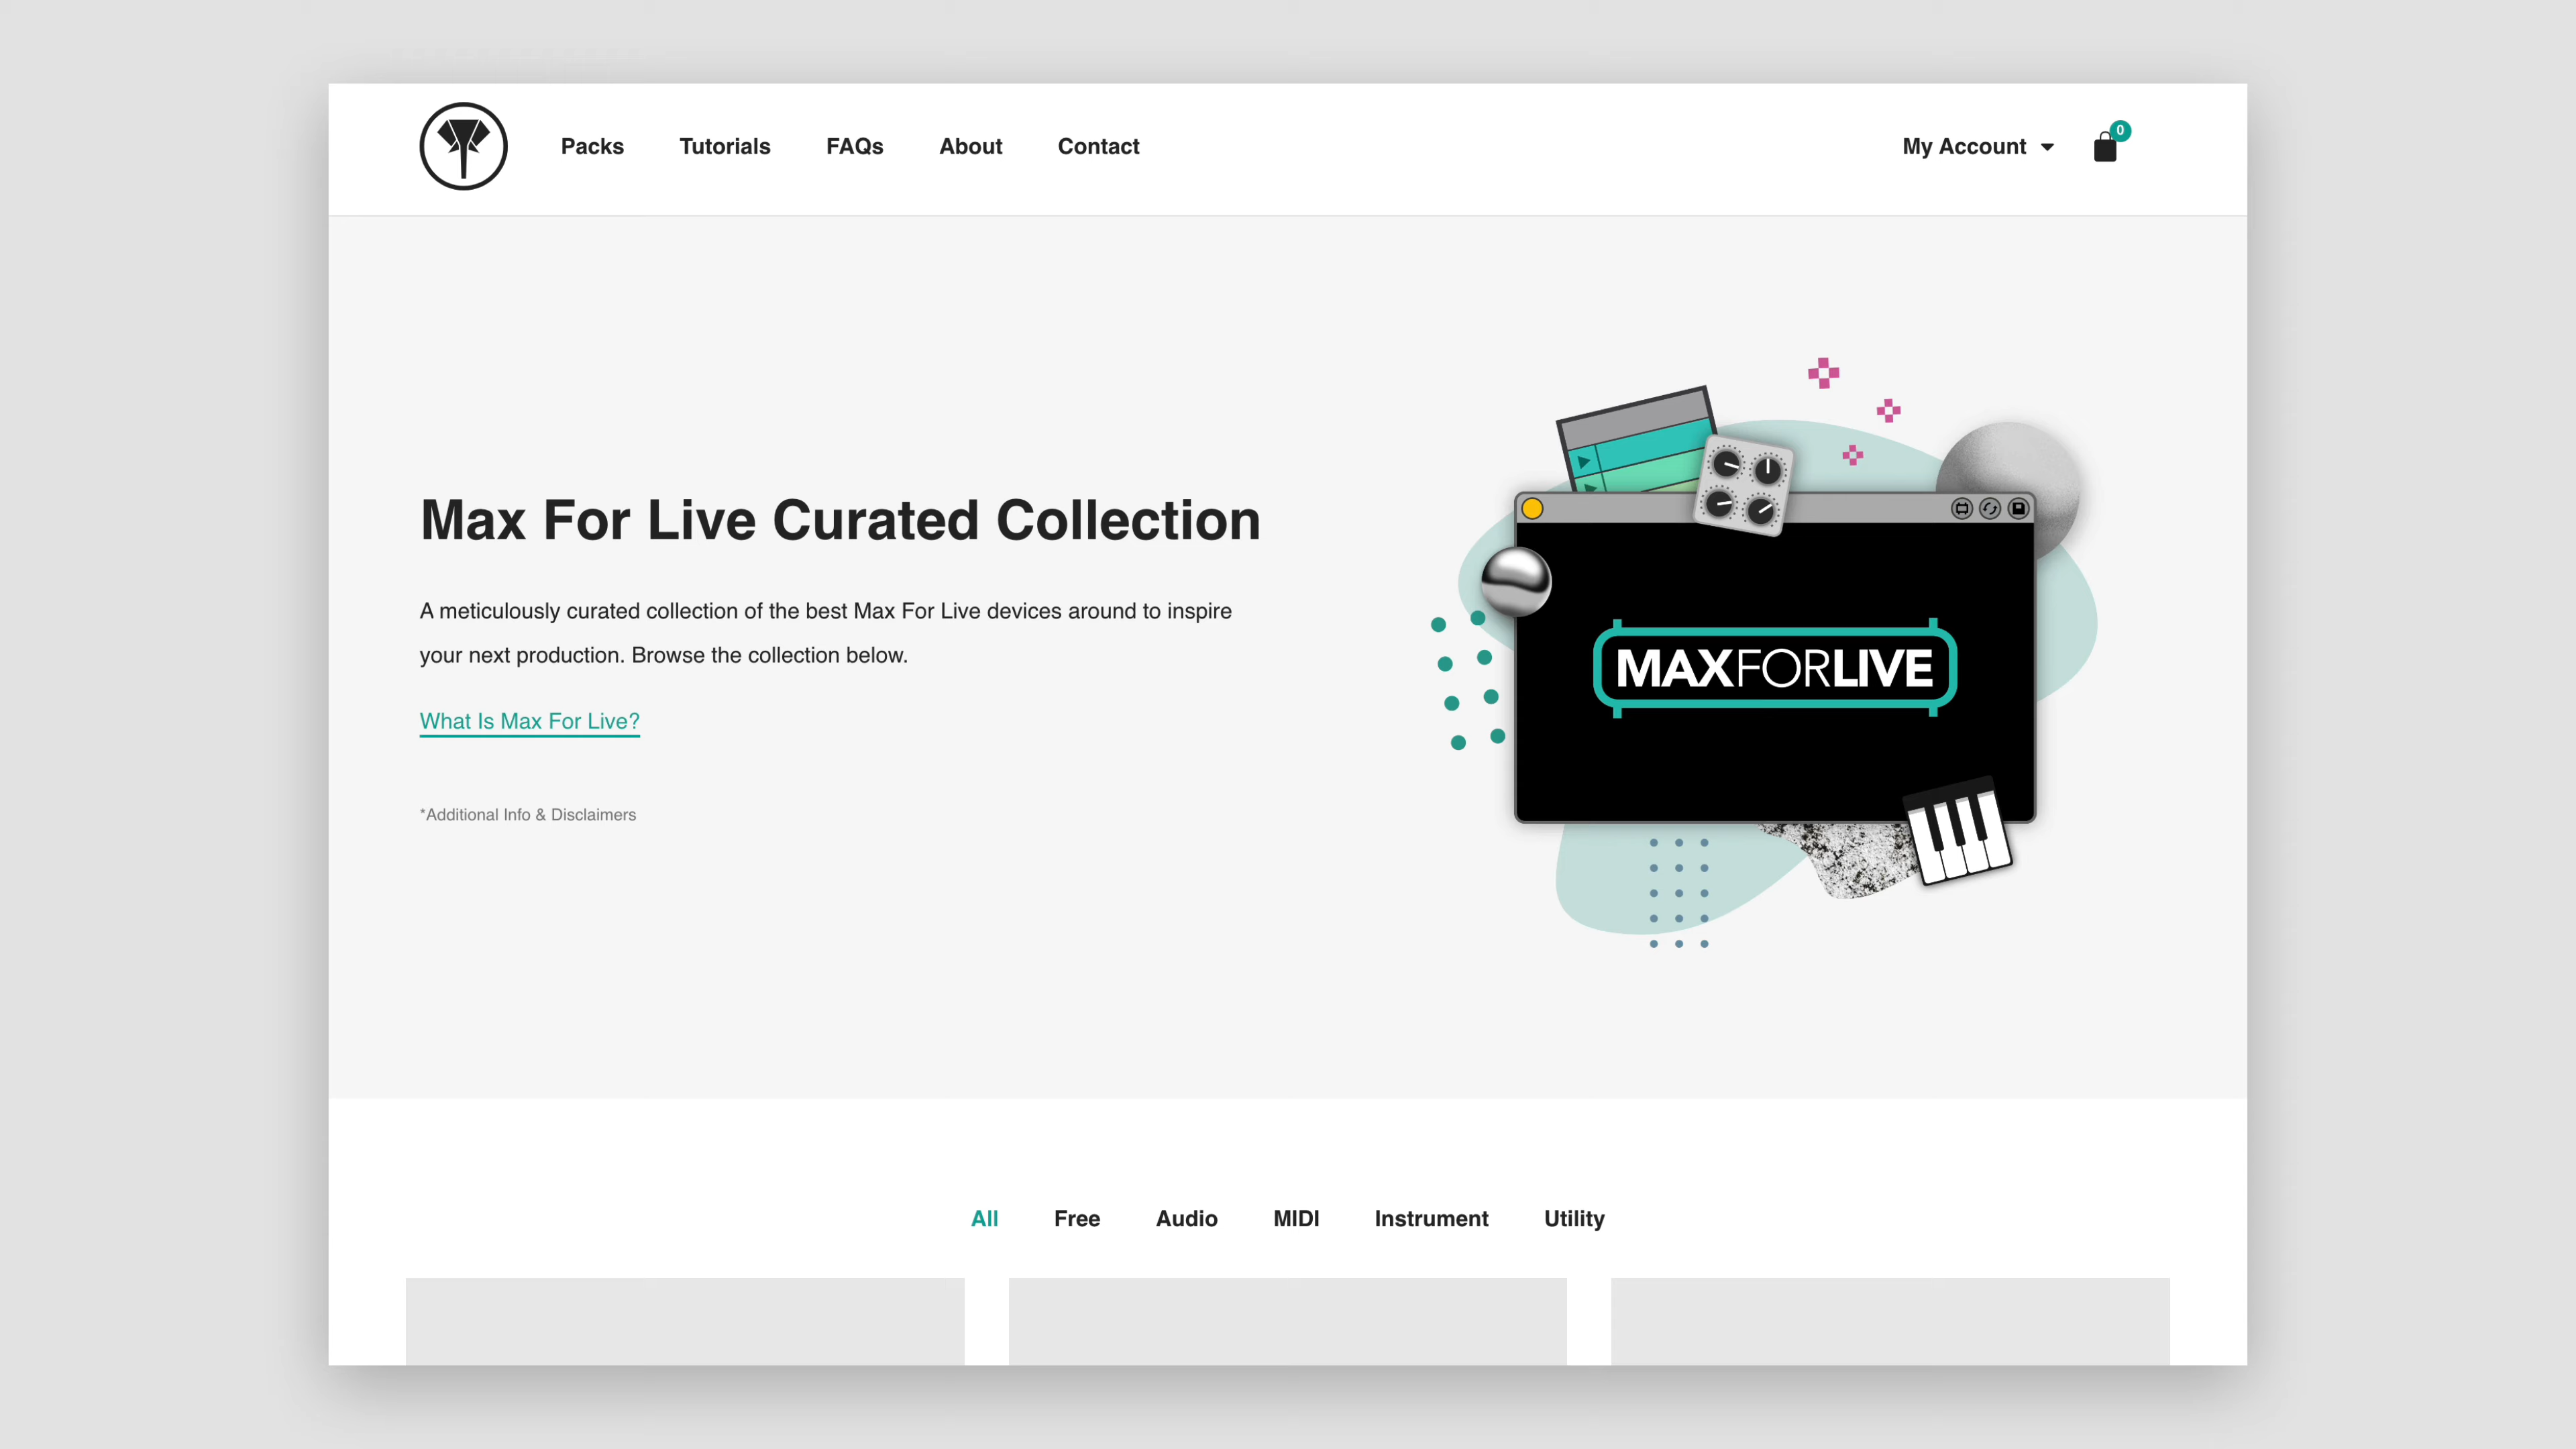 Packs Tutorials FAQs About Contact My Account 0
Max For Live Curated Collection
A meticulously curated collection of the best Max For Live devices around to inspire
your next production. Browse the collection below.
What Is Max For Live?
*Additional Info & Disclaimers
MAXFORLIVE
All Free Audio MIDI Instrument Utility